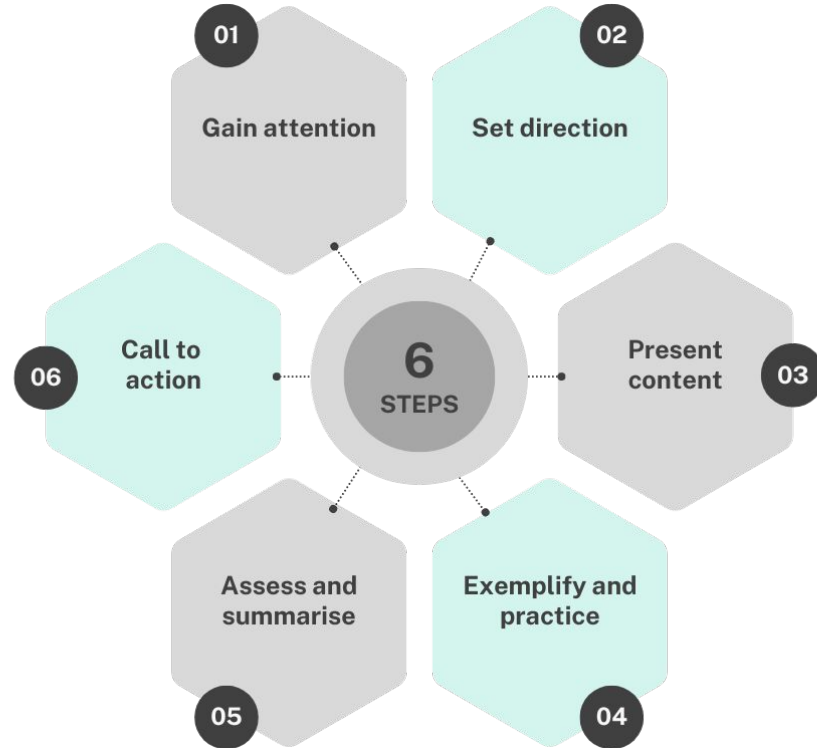 01
Gain attention
02
Set direction
03
Present
content
04
Exemplify and
practice
05
Assess and
summarise
06
Call to
action
6
STEPS